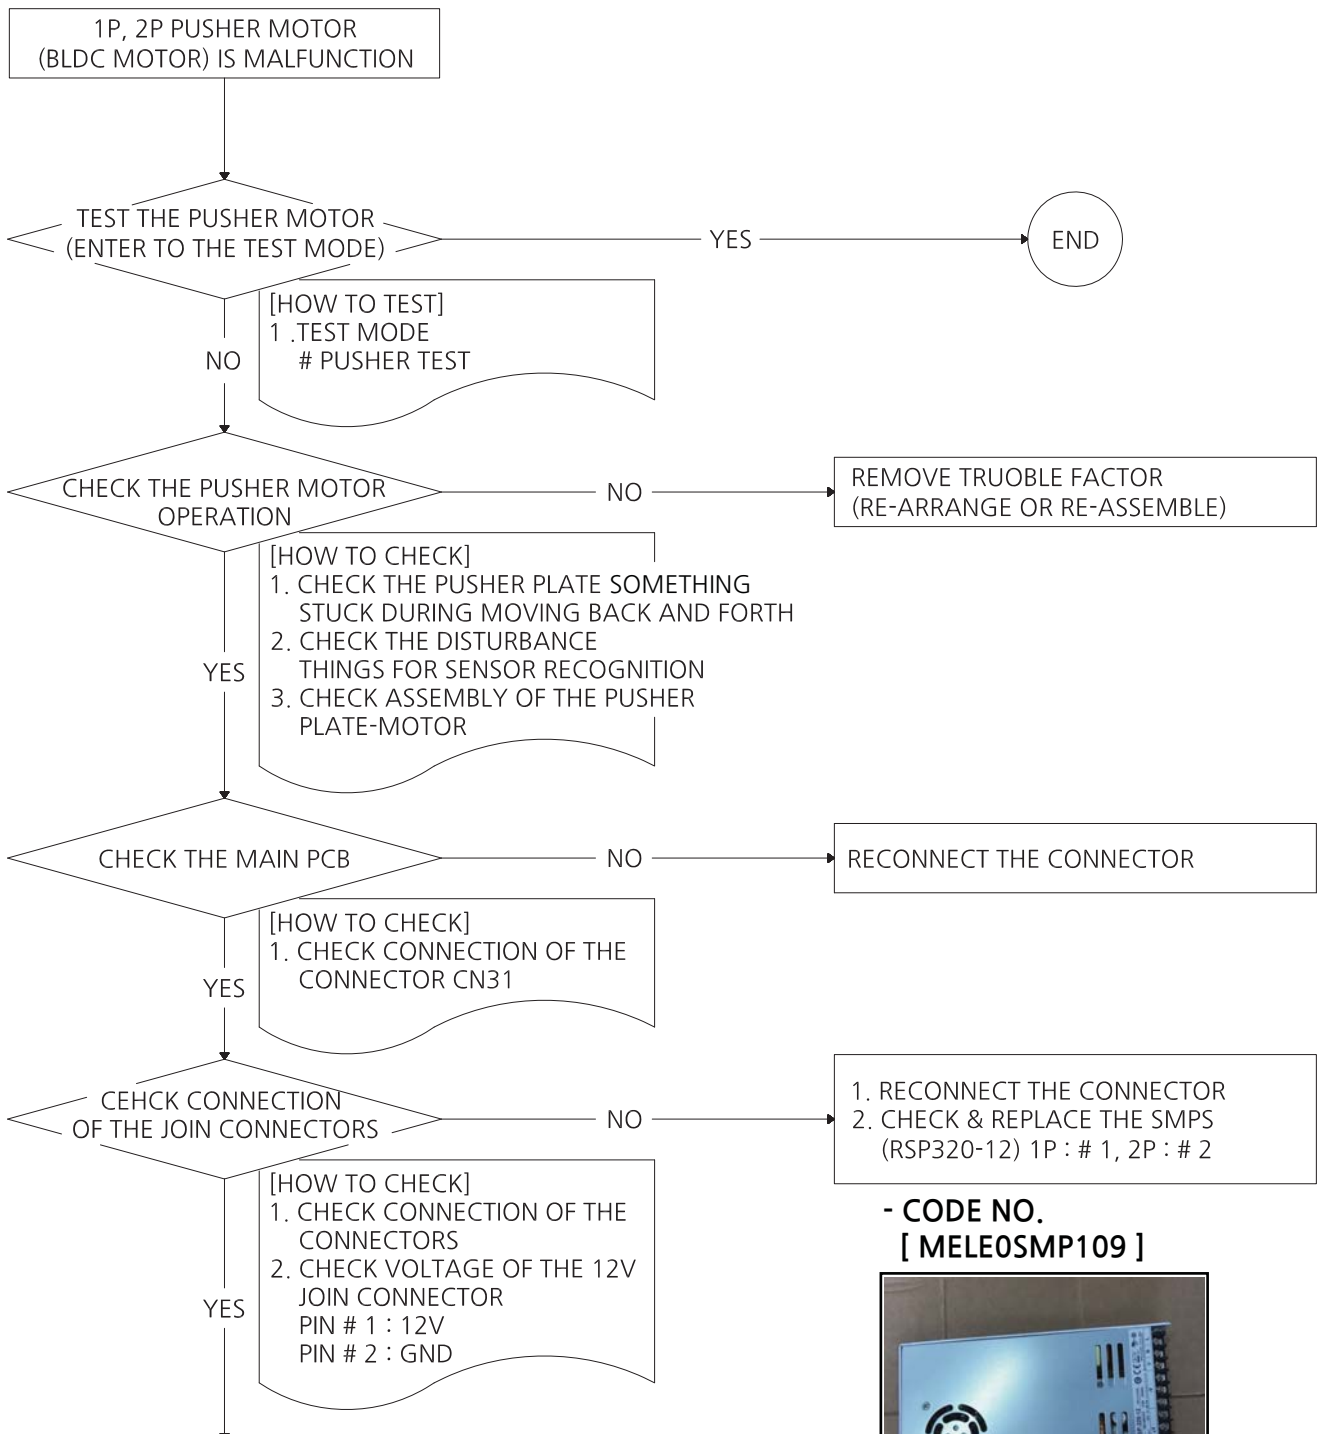 1P, 2P PUSHER MOTOR
(BLDC MOTOR) IS MALFUNCTION
TEST THE PUSHER MOTOR
(ENTER TO THE TEST MODE)
YES
END
[HOW TO TEST]
1 .TEST MODE
# PUSHER TEST
NO
CHECK THE PUSHER MOTOR
OPERATION
NO
REMOVE TRUOBLE FACTOR
(RE-ARRANGE OR RE-ASSEMBLE)
[HOW TO CHECK]
1. CHECK THE PUSHER PLATE SOMETHING
STUCK DURING MOVING BACK AND FORTH
2. CHECK THE DISTURBANCE
THINGS FOR SENSOR RECOGNITION
3. CHECK ASSEMBLY OF THE PUSHER
PLATE-MOTOR
YES
CHECK THE MAIN PCB
NO
RECONNECT THE CONNECTOR
[HOW TO CHECK]
1. CHECK CONNECTION OF THE
CONNECTOR CN31
YES
CEHCK CONNECTION
OF THE JOIN CONNECTORS
NO
1. RECONNECT THE CONNECTOR
2. CHECK & REPLACE THE SMPS
(RSP320-12) 1P : # 1, 2P : # 2
[HOW TO CHECK]
1. CHECK CONNECTION OF THE
CONNECTORS
2. CHECK VOLTAGE OF THE 12V
JOIN CONNECTOR
PIN # 1 : 12V
PIN # 2 : GND
YES
- CODE NO.
[ MELE0SMP109 ]